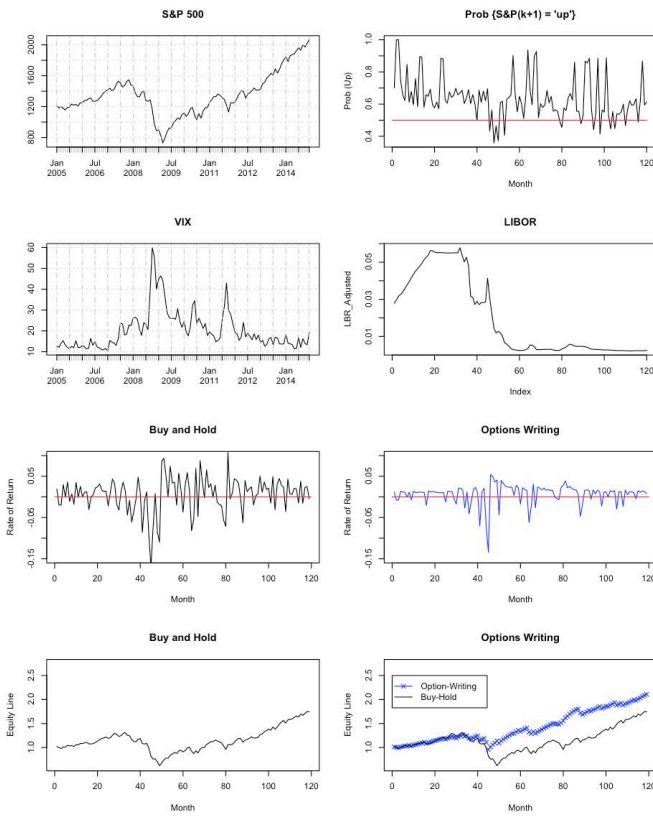 S&P 500
2000
1600
1200
800
Jan Jul Jan Jul Jan Jul Jan
2005 2006 2008 2009 2011 2012 2014
Prob {S&P(k+1) = 'up'}
Prob (Up)
1.0
0.8
0.6
0.4
0 20 40 60 80 100 120
Month
VIX
60
50
40
30
20
10
Jan Jul Jan Jul Jan Jul Jan
2005 2006 2008 2009 2011 2012 2014
LIBOR
LBR_Adjusted
0.05
0.03
0.01
0 20 40 60 80 100 120
Index
Buy and Hold
Rate of Return
0.05
-0.05
-0.15
0 20 40 60 80 100 120
Month
Options Writing
Rate of Return
0.05
-0.05
-0.15
0 20 40 60 80 100 120
Month
Buy and Hold
Equity Line
2.5
2.0
1.5
1.0
0 20 40 60 80 100 120
Month
Options Writing
Equity Line
2.5
2.0
1.5
1.0
Option-Writing
Buy-Hold
0 20 40 60 80 100 120
Month